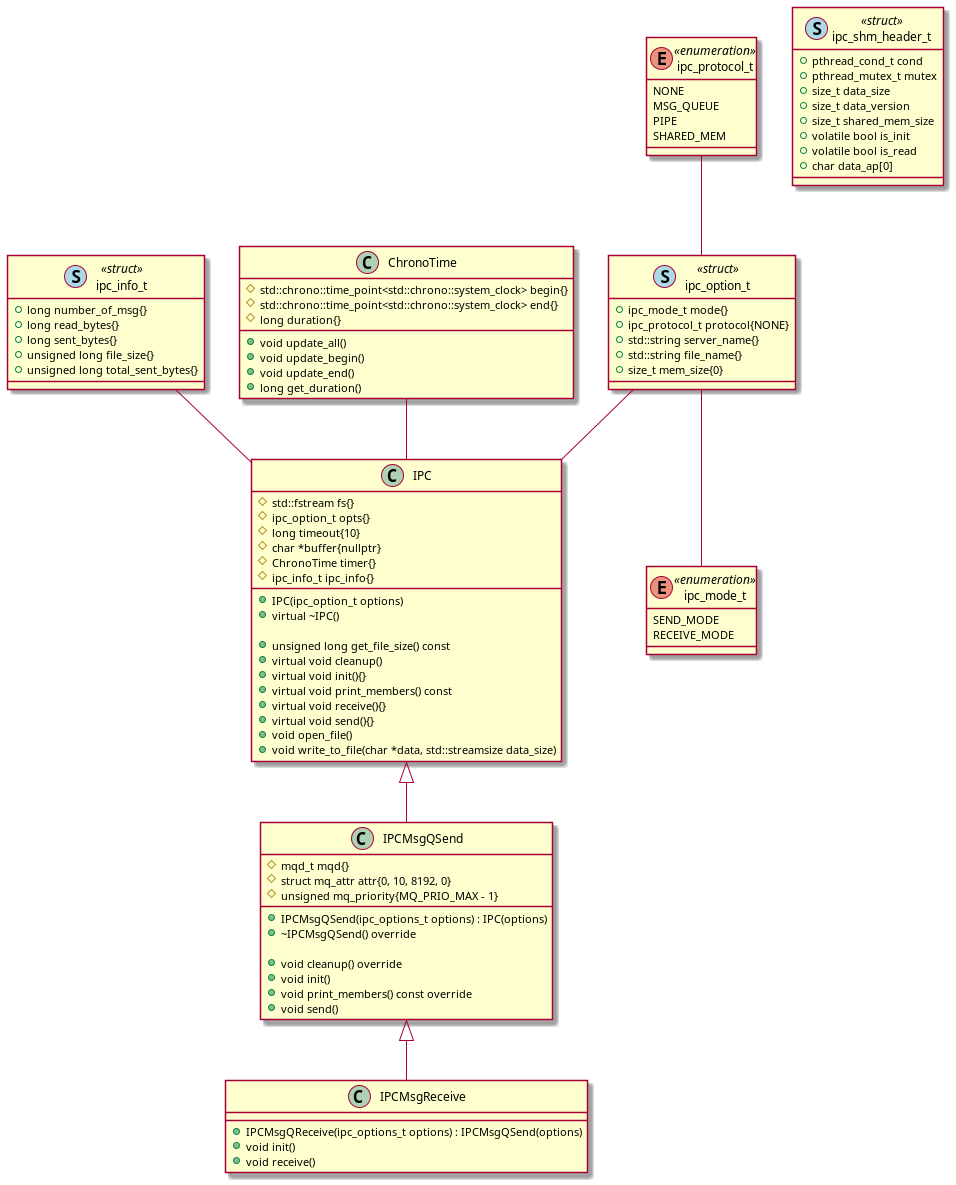 «struct»
S
ipc_shm_header_t
pthread_cond_t cond
pthread_mutex_t mutex
size_t data_size
size_t data_version
size_t shared_mem_size
volatile bool is_init
volatile bool is_read
char data_ap[0]
«enumeration»
E
ipc_protocol_t
NONE
MSG_QUEUE
PIPE
SHARED_MEM
«struct»
S
ipc_info_t
long number_of_msg{}
long read_bytes{}
long sent_bytes{}
unsigned long file_size{}
unsigned long total_sent_bytes{}
C ChronoTime
std::chrono::time_point<std::chrono::system_clock> begin{}
std::chrono::time_point<std::chrono::system_clock> end{}
long duration{}
void update_all()
void update_begin()
void update_end()
long get_duration()
«struct»
S
ipc_option_t
ipc_mode_t mode{}
ipc_protocol_t protocol{NONE}
std::string server_name{}
std::string file_name{}
size_t mem_size{0}
C IPC
std::fstream fs{}
ipc_option_t opts{}
long timeout{10}
char *buffer{nullptr}
ChronoTime timer{}
ipc_info_t ipc_info{}
IPC(ipc_option_t options)
virtual ~IPC()
unsigned long get_file_size() const
virtual void cleanup()
virtual void init(){}
virtual void print_members() const
virtual void receive(){}
virtual void send(){}
void open_file()
void write_to_file(char *data, std::streamsize data_size)
«enumeration»
E
ipc_mode_t
SEND_MODE
RECEIVE_MODE
C IPCMsgQSend
mqd_t mqd{}
struct mq_attr attr{0, 10, 8192, 0}
unsigned mq_priority{MQ_PRIO_MAX - 1}
IPCMsgQSend(ipc_options_t options) : IPC(options)
~IPCMsgQSend() override
void cleanup() override
void init()
void print_members() const override
void send()
C IPCMsgReceive
IPCMsgQReceive(ipc_options_t options) : IPCMsgQSend(options)
void init()
void receive()